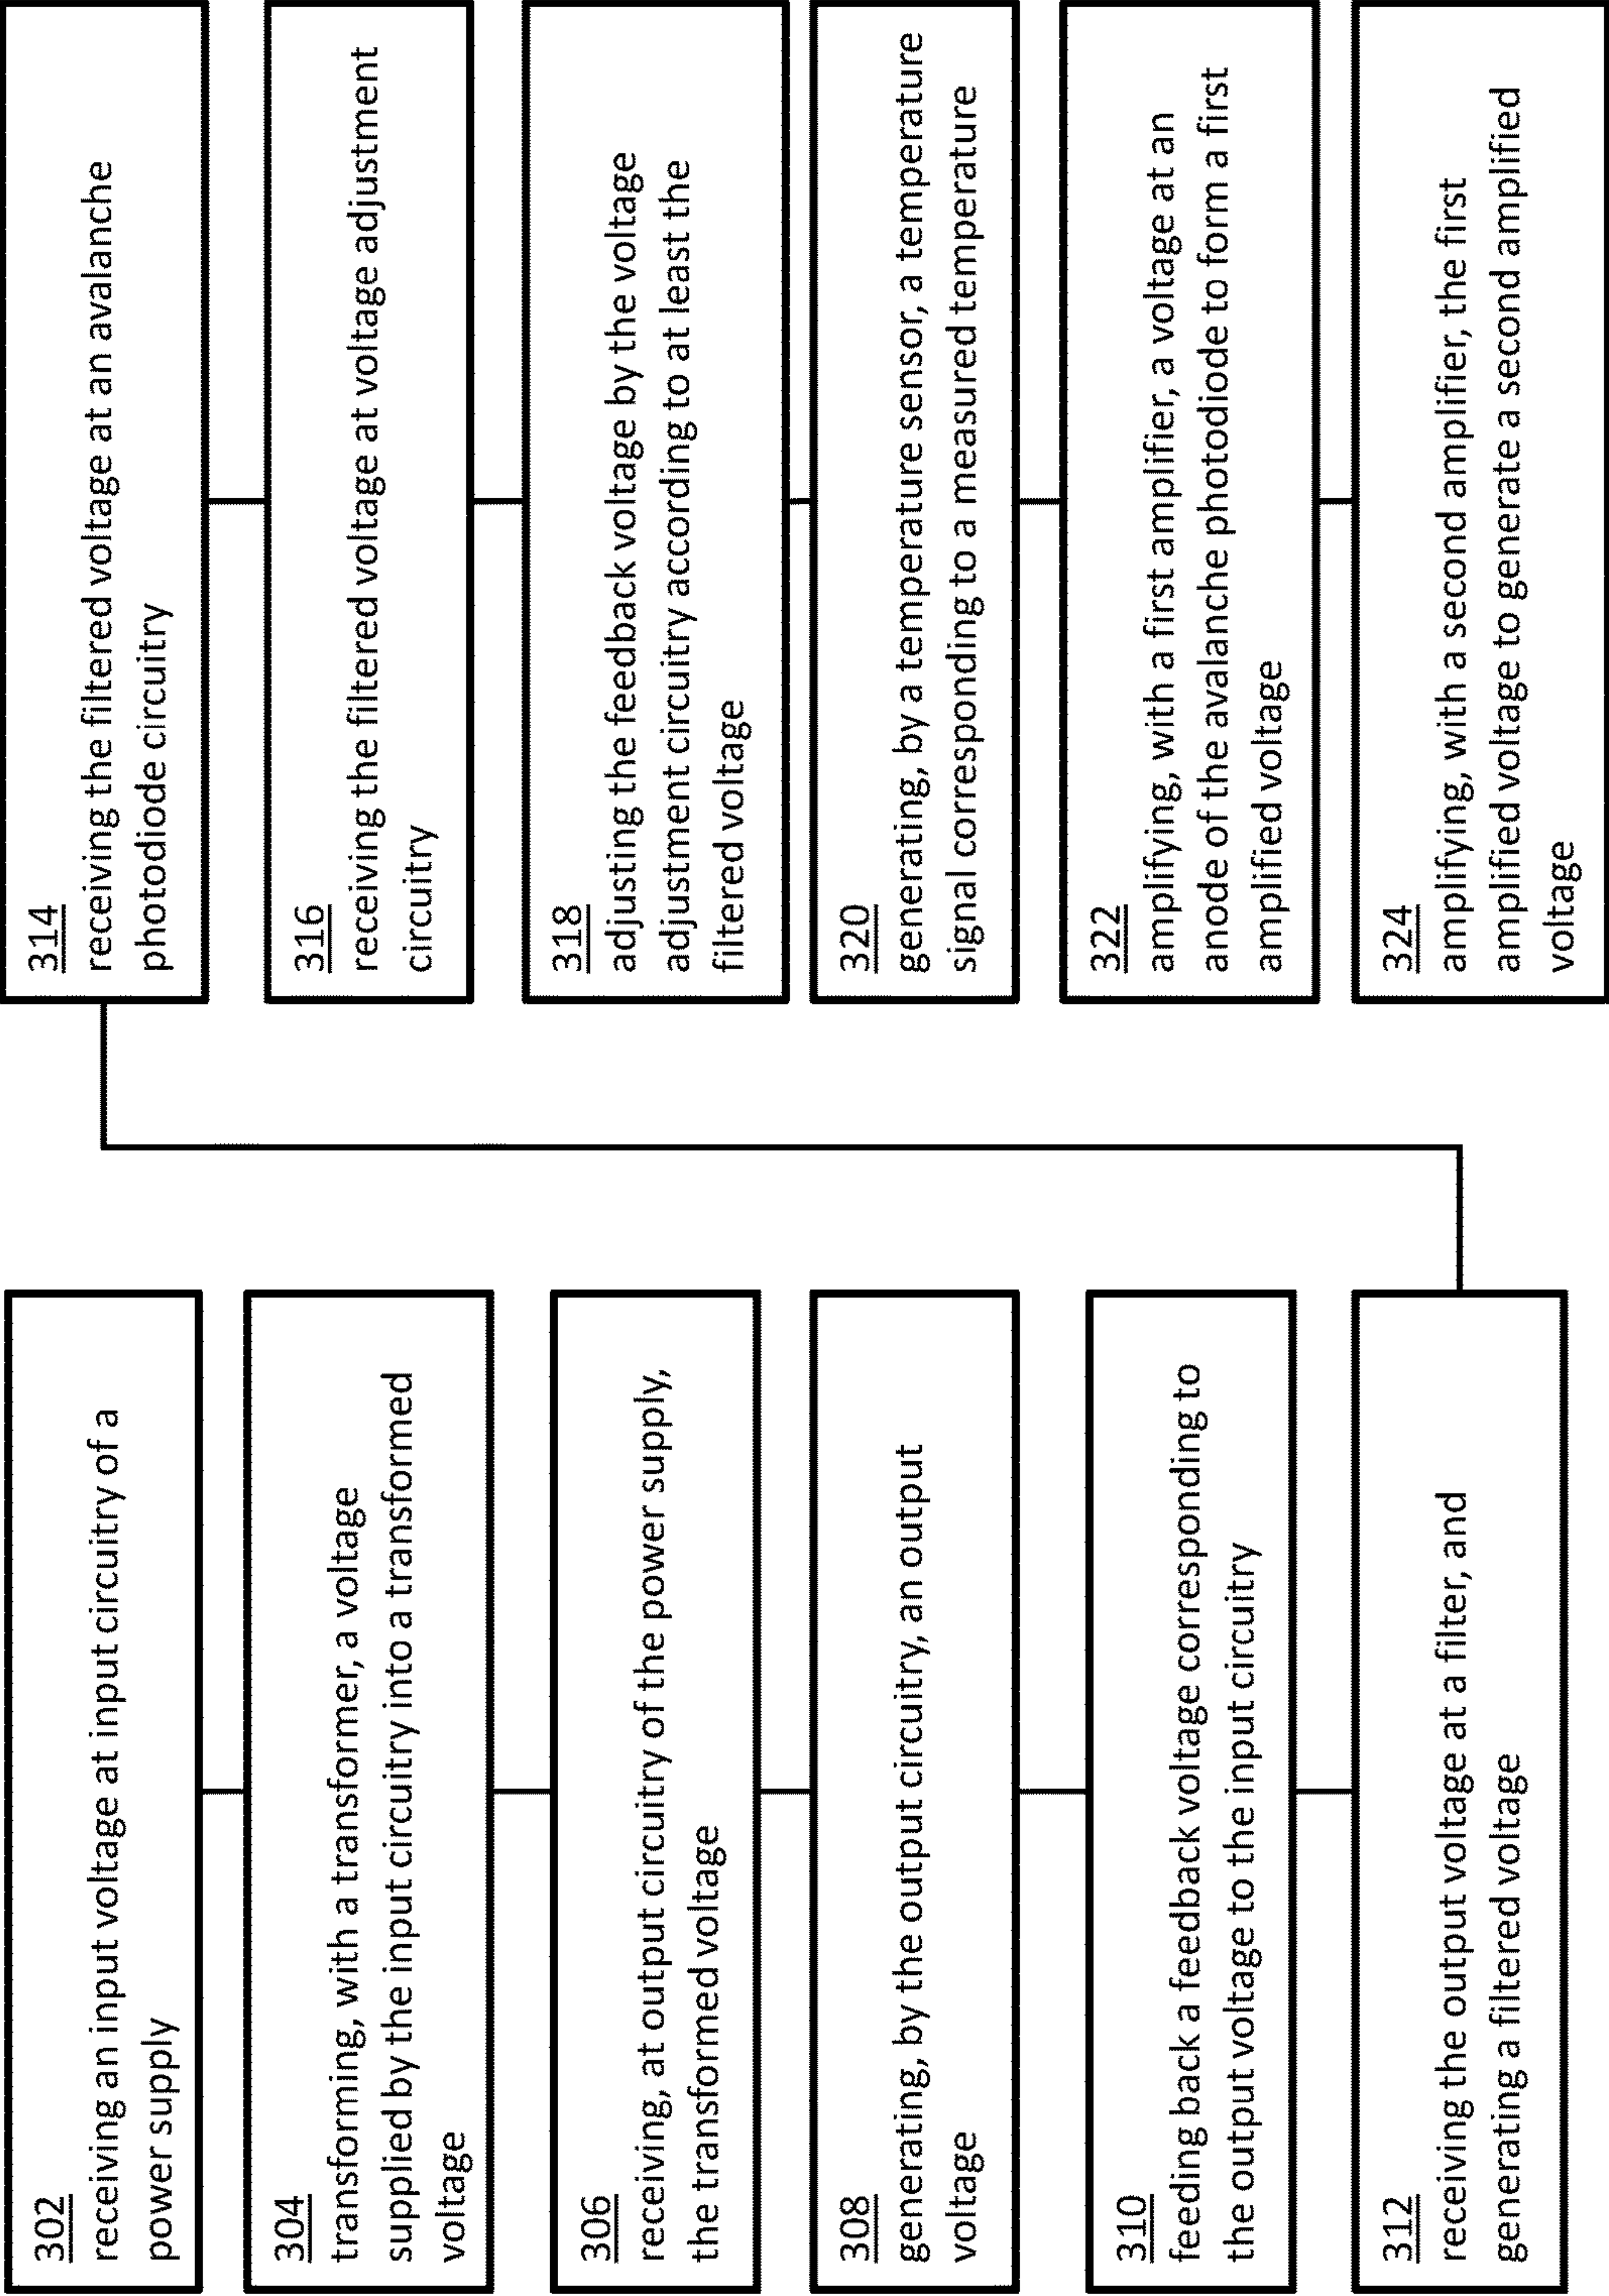 302
receiving an input voltage at input circuitry of a
power supply
304
transforming, with a transformer, a voltage
supplied by the input circuitry into a transformed
voltage
306
receiving, at output circuitry of the power supply,
the transformed voltage
308
generating, by the output circuitry, an output
voltage
310
feeding back a feedback voltage corresponding to
the output voltage to the input circuitry
312
receiving the output voltage at a filter, and
generating a filtered voltage
314
receiving the filtered voltage at an avalanche
photodiode circuitry
316
receiving the filtered voltage at voltage adjustment
circuitry
318
adjusting the feedback voltage by the voltage
adjustment circuitry according to at least the
filtered voltage
320
generating, by a temperature sensor, a temperature
signal corresponding to a measured temperature
322
amplifying, with a first amplifier, a voltage at an
anode of the avalanche photodiode to form a first
amplified voltage
324
amplifying, with a second amplifier, the first
amplified voltage to generate a second amplified
voltage